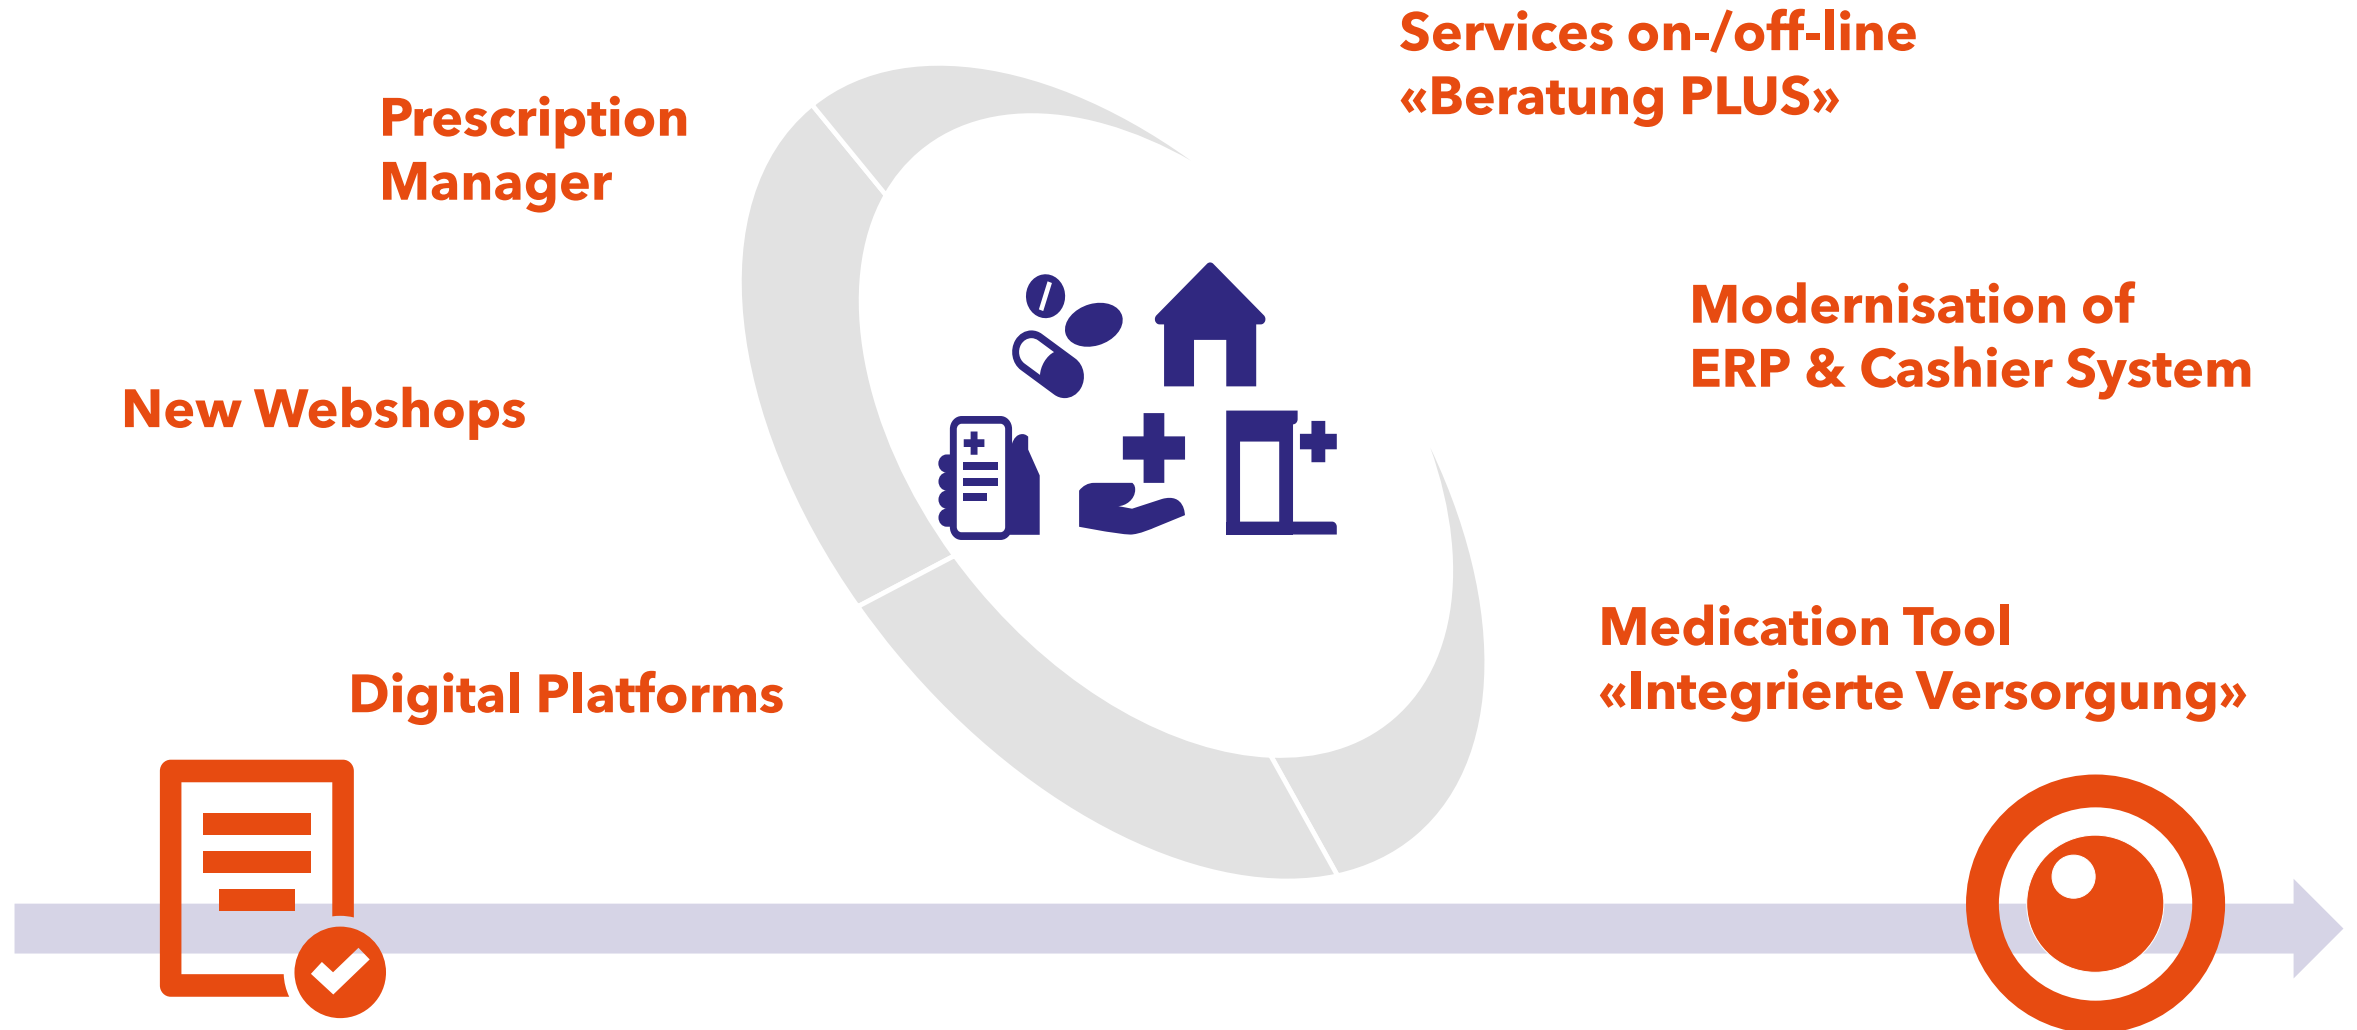 Services on-/off-line
«Beratung PLUS»
Prescription
Manager
Modernisation of
ERP & Cashier System
New Webshops
Medication Tool
«Integrierte Versorgung»
Digital Platforms